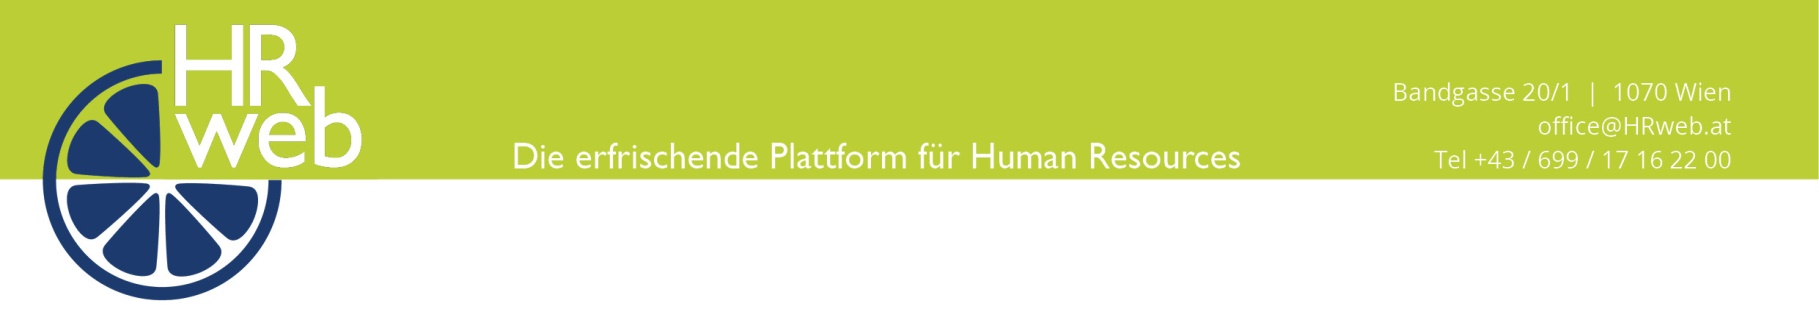 HR
web
Die erfrischende Plattform für Human Resources
Bandgasse 20/1 | 1070 Wien
office@HRweb.at
Tel +43 / 699 / 17 16 22 00